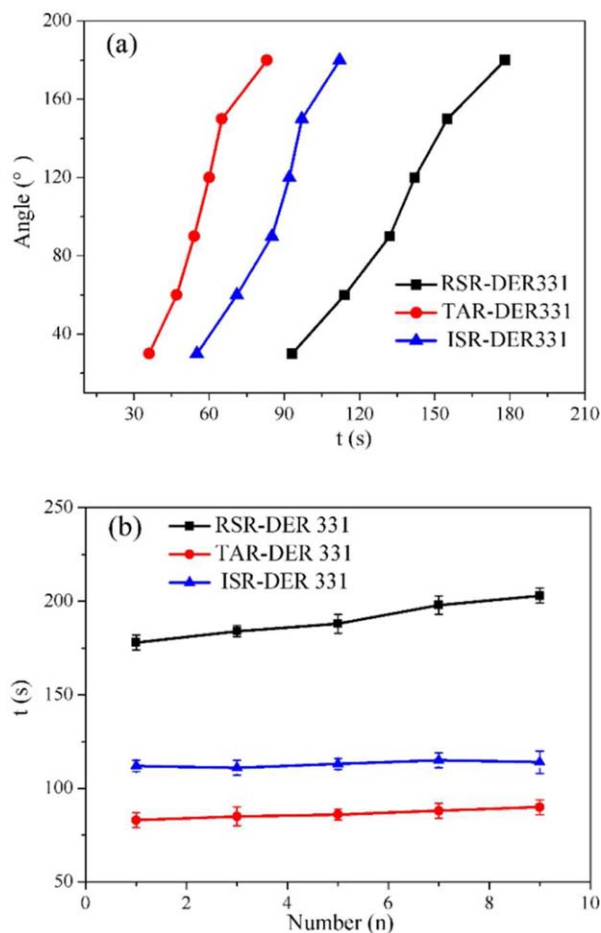 (a)
200
160
120
80
40
Angle (°)
RSR-DER331
TAR-DER331
ISR-DER331
30 60 90 120 150 180 210
t (s)
(b)
250
200
150
100
50
t (s)
RSR-DER 331
TAR-DER 331
ISR-DER 331
0 2 4 6 8 10
Number (n)